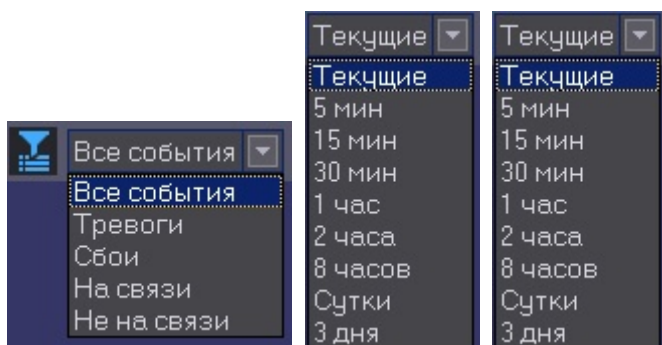 Все события
Все события
Тревоги
Сбои
На связи
Не на связи
Текущие
Текущие
5 мин
15 мин
30 мин
1 час
2 часа
8 часов
Сутки
3 дня
Текущие
Текущие
5 мин
15 мин
30 мин
1 час
2 часа
8 часов
Сутки
3 дня